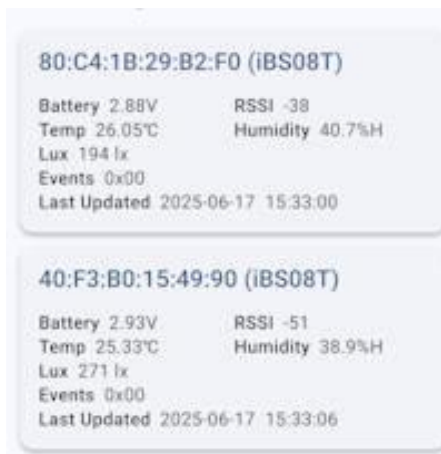 80:C4:1B:29:B2:F0 (iBS08T)
Battery 2.88V RSSI -38
Temp 26.05℃ Humidity 40.7%H
Lux 194 lx
Events 0x00
Last Updated 2025-06-17 15:33:00
40:F3:B0:15:49:90 (iBS08T)
Battery 2.93V RSSI -51
Temp 25.33℃ Humidity 38.9%H
Lux 271 lx
Events 0x00
Last Updated 2025-06-17 15:33:06